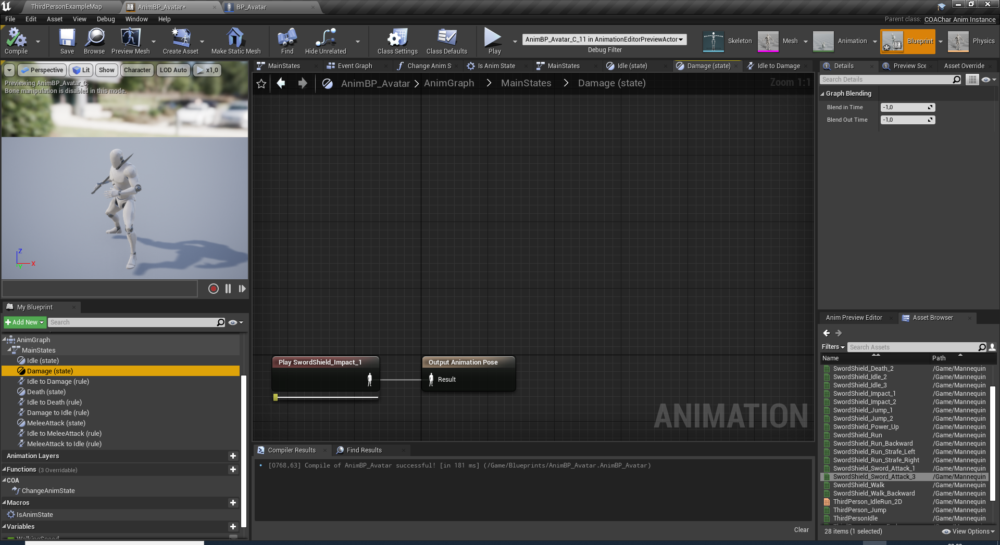 ThirdPersonExampleMap
AnimBP_Avatar*
BP_Avatar
File Edit Asset View Debug Window Help
Parent class: COAChar Anim Instance
Compile
Save
Browse
Preview Mesh
Create Asset
Make Static Mesh
Find
Hide Unrelated
Class Settings
Class Defaults
Play
AnimBP_Avatar_C_11 in AnimationEditorPreviewActor
Debug Filter
Skeleton
Mesh
Animation
Blueprint
Physics
Perspective
Lit
Show
Character
LOD Auto
x1,0
Previewing AnimBP_Avatar_C.
Bone manipulation is disabled in this mode.
Z
X
Y
MainStates
Event Graph
Change Anim S
Is Anim State
MainStates
Idle (state)
Damage (state)
Idle to Damage
AnimBP_Avatar > AnimGraph > MainStates > Damage (state)
Zoom 1:1
Play SwordShield_Impact_1
Output Animation Pose
Result
ANIMATION
Compiler Results
Find Results
[0768,63] Compile of AnimBP_Avatar successful! [in 181 ms] (/Game/Blueprints/AnimBP_Avatar.AnimBP_Avatar)
Clear
My Blueprint
Add New
Search
AnimGraph
MainStates
Idle (state)
Damage (state)
Idle to Damage (rule)
Death (state)
Idle to Death (rule)
Damage to Idle (rule)
MeleeAttack (state)
Idle to MeleeAttack (rule)
MeleeAttack to Idle (rule)
Animation Layers
Functions (3 Overridable)
COA
ChangeAnimState
Macros
IsAnimState
Variables
WalkingSpeed
Details
Preview Sce
Asset Override
Search Details
Graph Blending
Blend in Time -1,0
Blend Out Time -1,0
Anim Preview Editor
Asset Browser
Filters
Search Assets
Name Path
SwordShield_Death_2 /Game/Mannequin
SwordShield_Idle_2 /Game/Mannequin
SwordShield_Idle_3 /Game/Mannequin
SwordShield_Impact_1 /Game/Mannequin
SwordShield_Impact_2 /Game/Mannequin
SwordShield_Jump_1 /Game/Mannequin
SwordShield_Jump_2 /Game/Mannequin
SwordShield_Power_Up /Game/Mannequin
SwordShield_Run /Game/Mannequin
SwordShield_Run_Backward /Game/Mannequin
SwordShield_Run_Strafe_Left /Game/Mannequin
SwordShield_Run_Strafe_Right /Game/Mannequin
SwordShield_Sword_Attack_1 /Game/Mannequin
SwordShield_Sword_Attack_3 /Game/Mannequin
SwordShield_Walk /Game/Mannequin
SwordShield_Walk_Backward /Game/Mannequin
ThirdPerson_IdleRun_2D /Game/Mannequin
ThirdPerson_Jump /Game/Mannequin
ThirdPersonIdle /Game/Mannequin
28 items (1 selected)
View Options